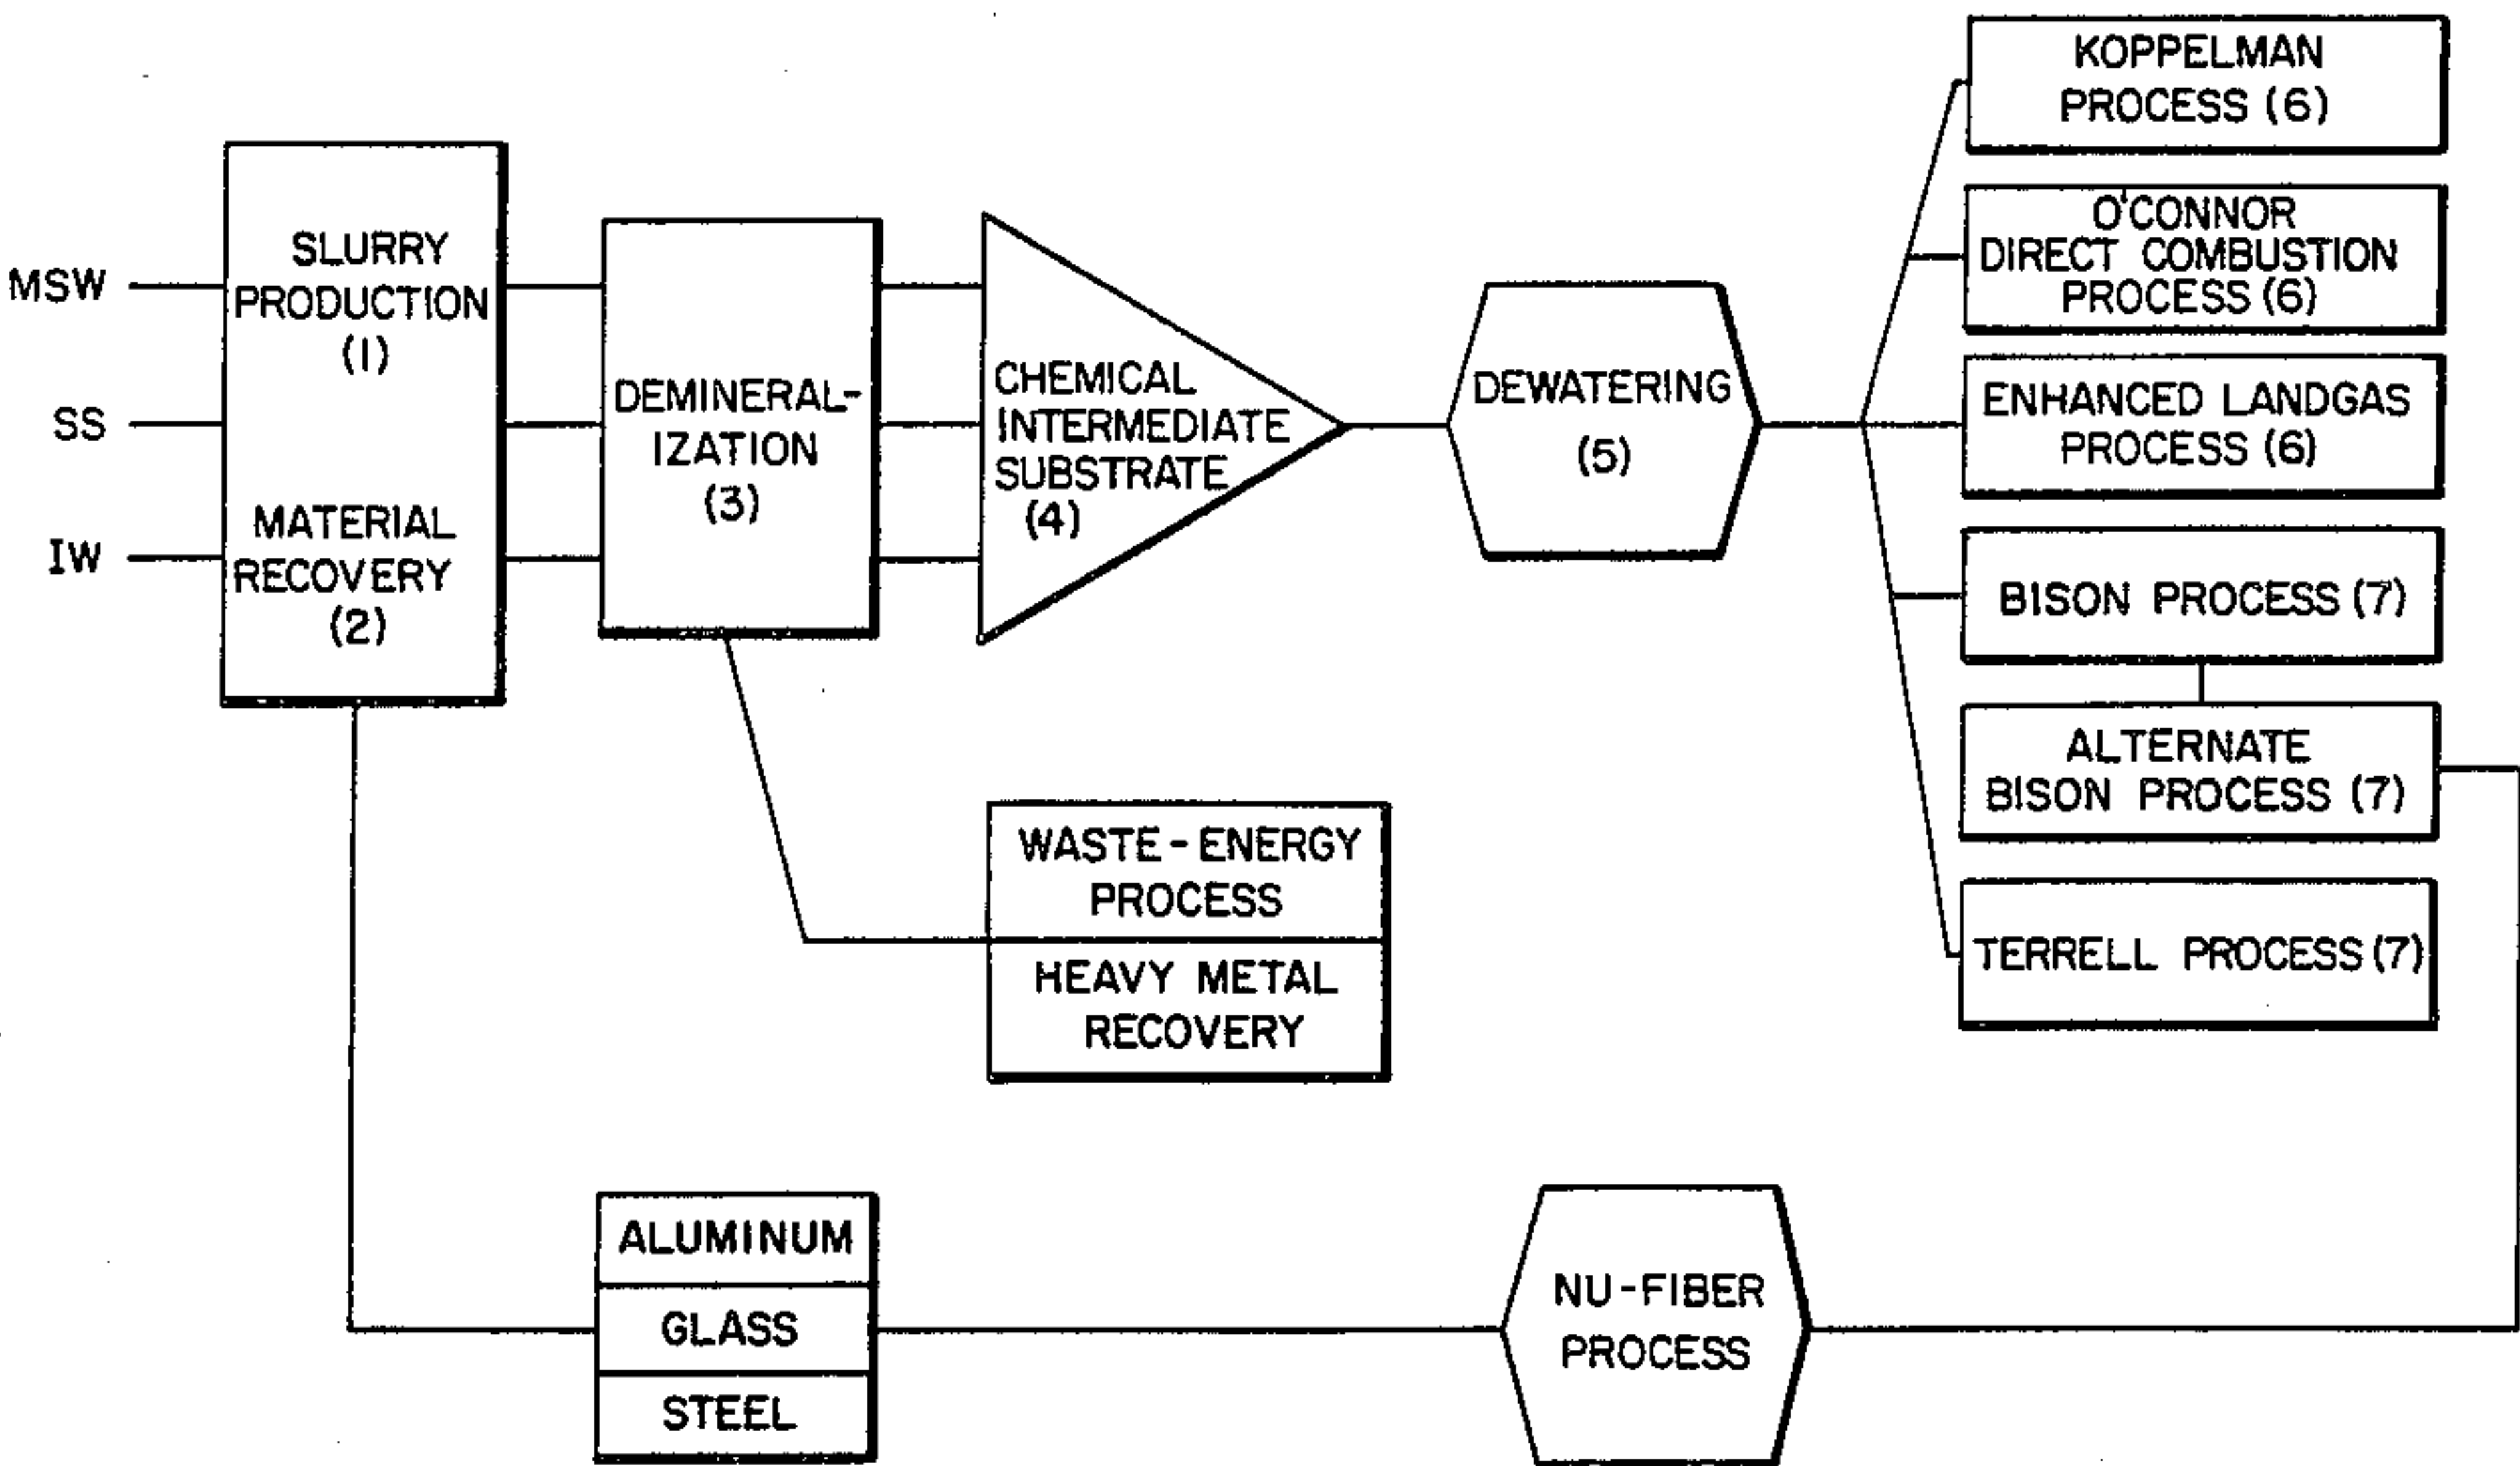 MSW
SS
IW
SLURRY
PRODUCTION
(1)
MATERIAL
RECOVERY
(2)
DEMINERAL-
IZATION
(3)
CHEMICAL
INTERMEDIATE
SUBSTRATE
(4)
DEWATERING
(5)
KOPPELMAN
PROCESS (6)
O'CONNOR
DIRECT COMBUSTION
PROCESS (6)
ENHANCED LANDGAS
PROCESS (6)
BISON PROCESS (7)
ALTERNATE
BISON PROCESS (7)
TERRELL PROCESS (7)
WASTE-ENERGY
PROCESS
HEAVY METAL
RECOVERY
ALUMINUM
GLASS
STEEL
NU-FIBER
PROCESS